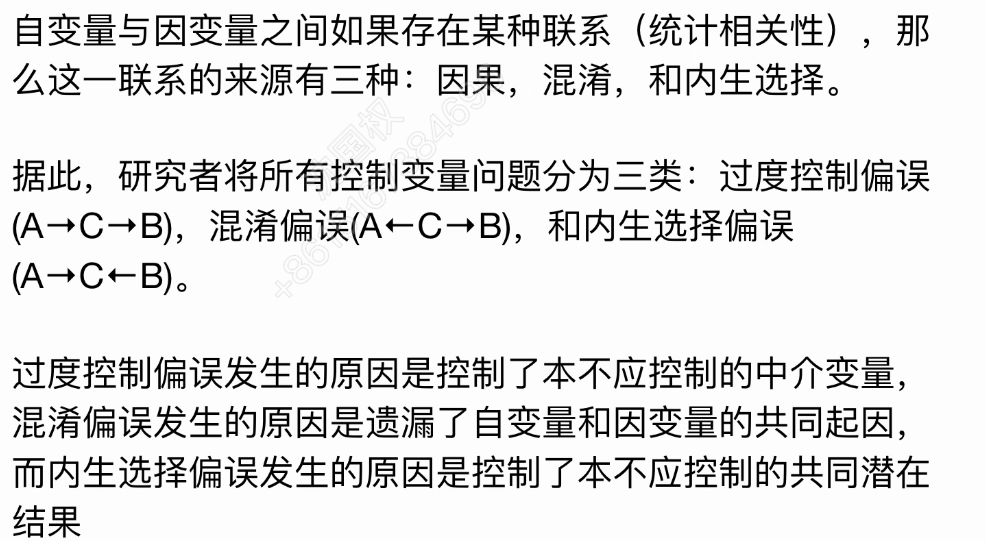 自变量与因变量之间如果存在某种联系（统计相关性），那
么这一联系的来源有三种：因果，混淆，和内生选择。
据此，研究者将所有控制变量问题分为三类：过度控制偏误
(A→C→B)，混淆偏误(A←C→B)，和内生选择偏误
(A→C←B)。
过度控制偏误发生的原因是控制了本不应控制的中介变量，
混淆偏误发生的原因是遗漏了自变量和因变量的共同起因，
而内生选择偏误发生的原因是控制了本不应控制的共同潜在
结果